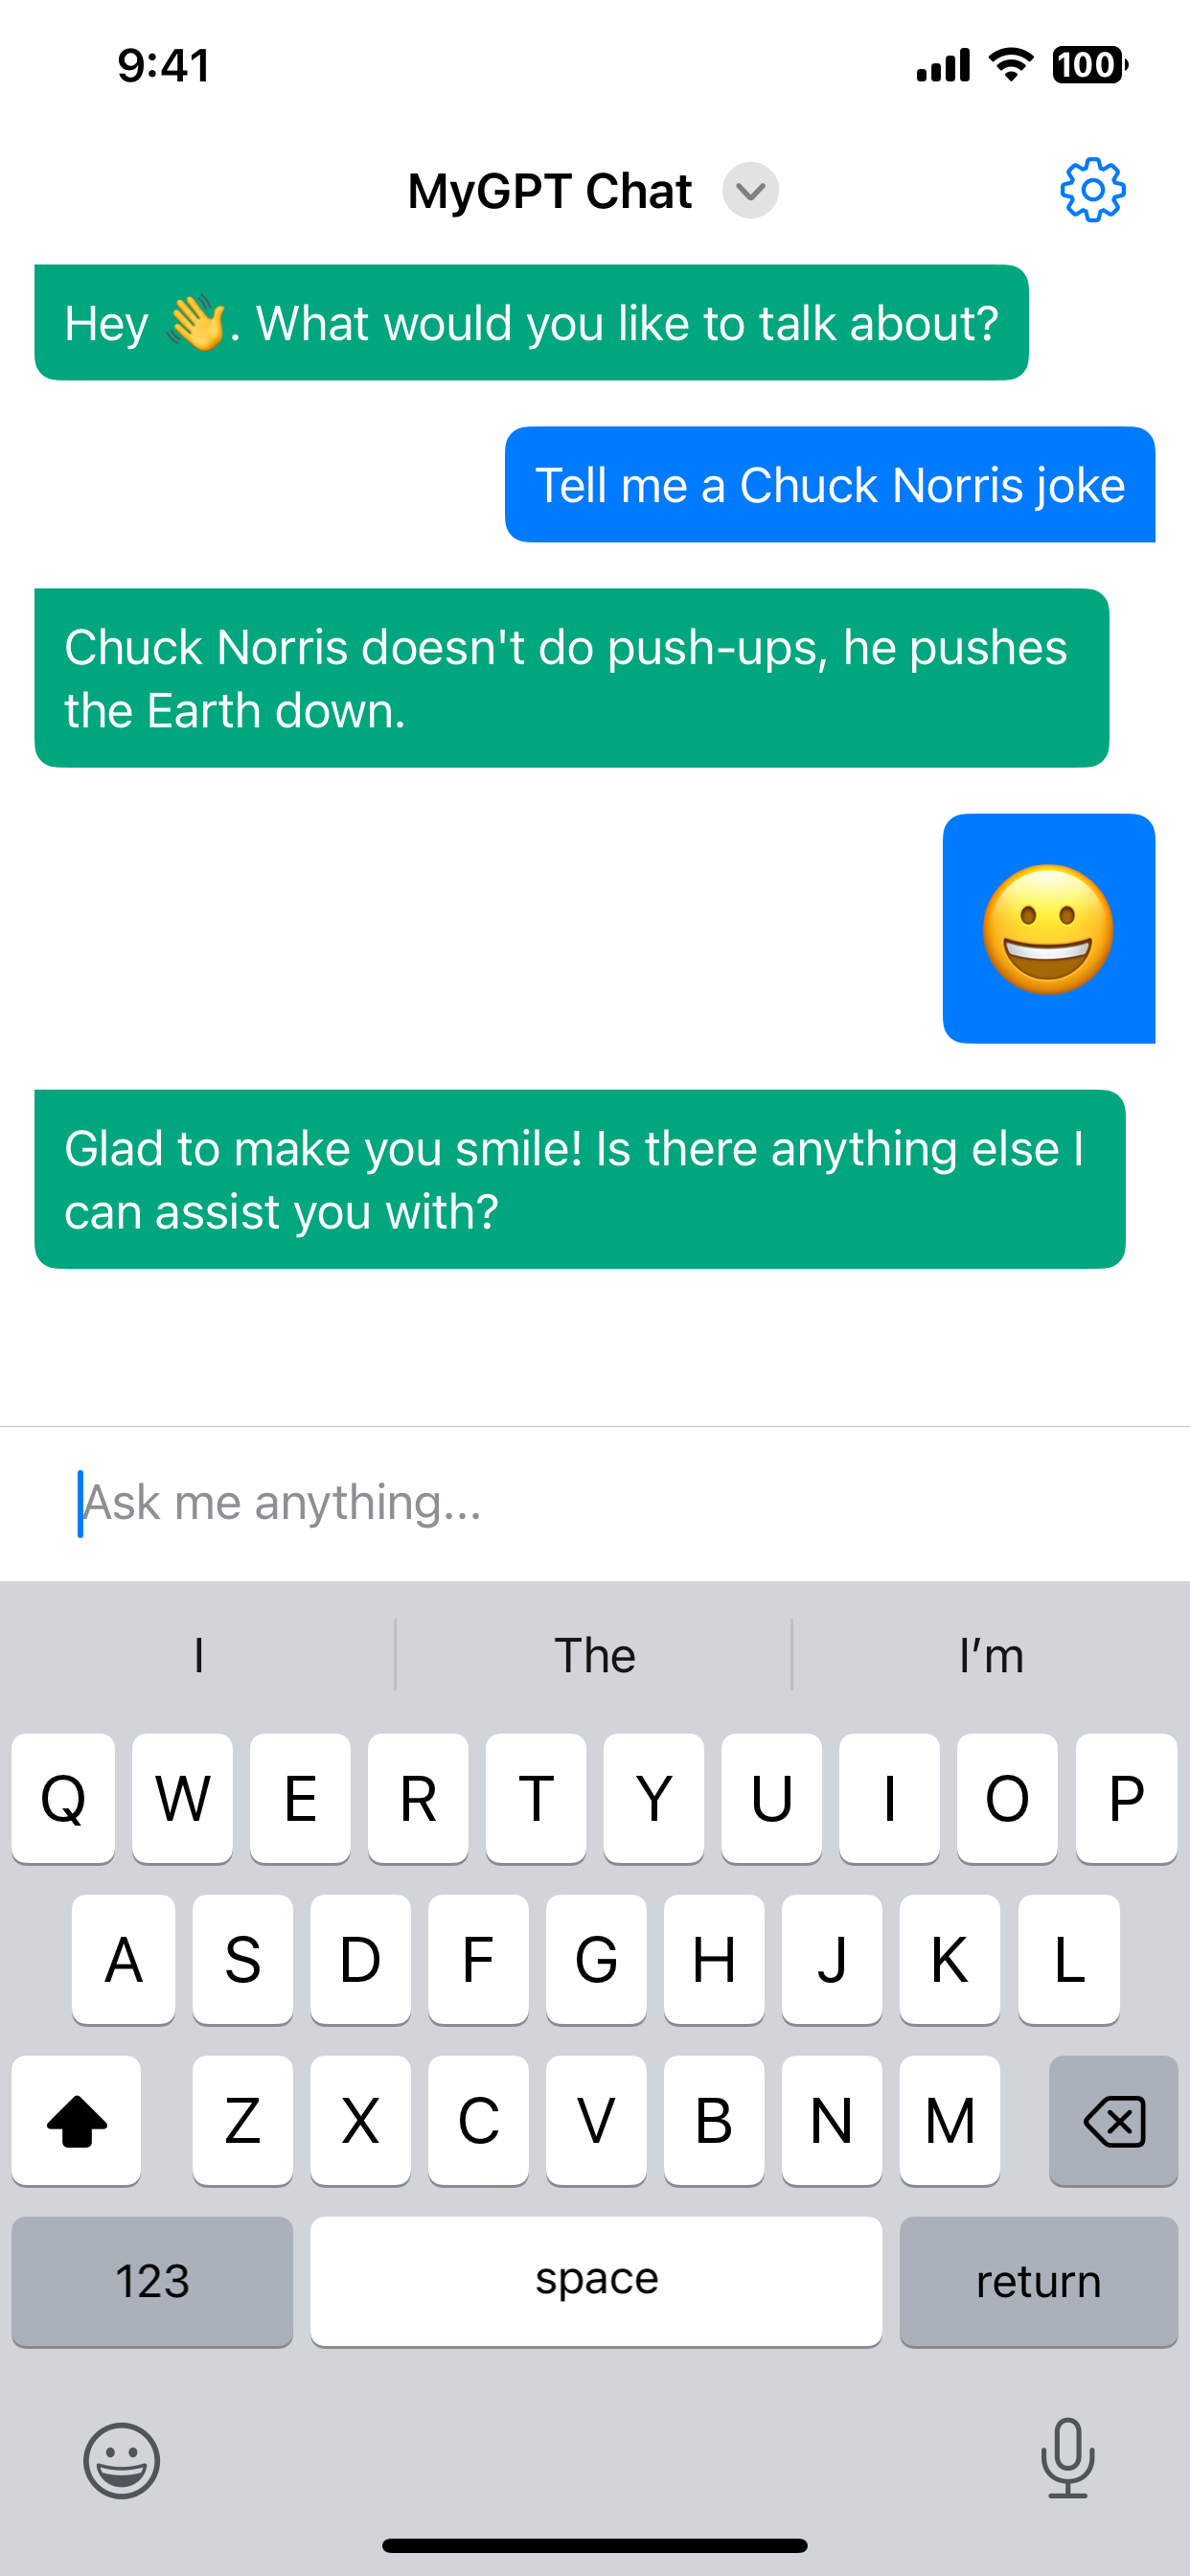 9:41
100
MyGPT Chat
Hey 👋. What would you like to talk about?
Tell me a Chuck Norris joke
Chuck Norris doesn't do push-ups, he pushes
the Earth down.
😀
Glad to make you smile! Is there anything else I
can assist you with?
Ask me anything...
I The I’m
Q W E R T Y U I O P
A S D F G H J K L
Z X C V B N M
123 space return